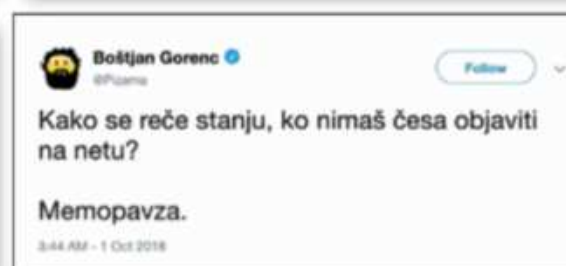 Boštjan Gorenc
@Pizama
Follow
Kako se reče stanju, ko nimaš česa objaviti
na netu?
Memopavza.
3:44 AM - 1 Oct 2018